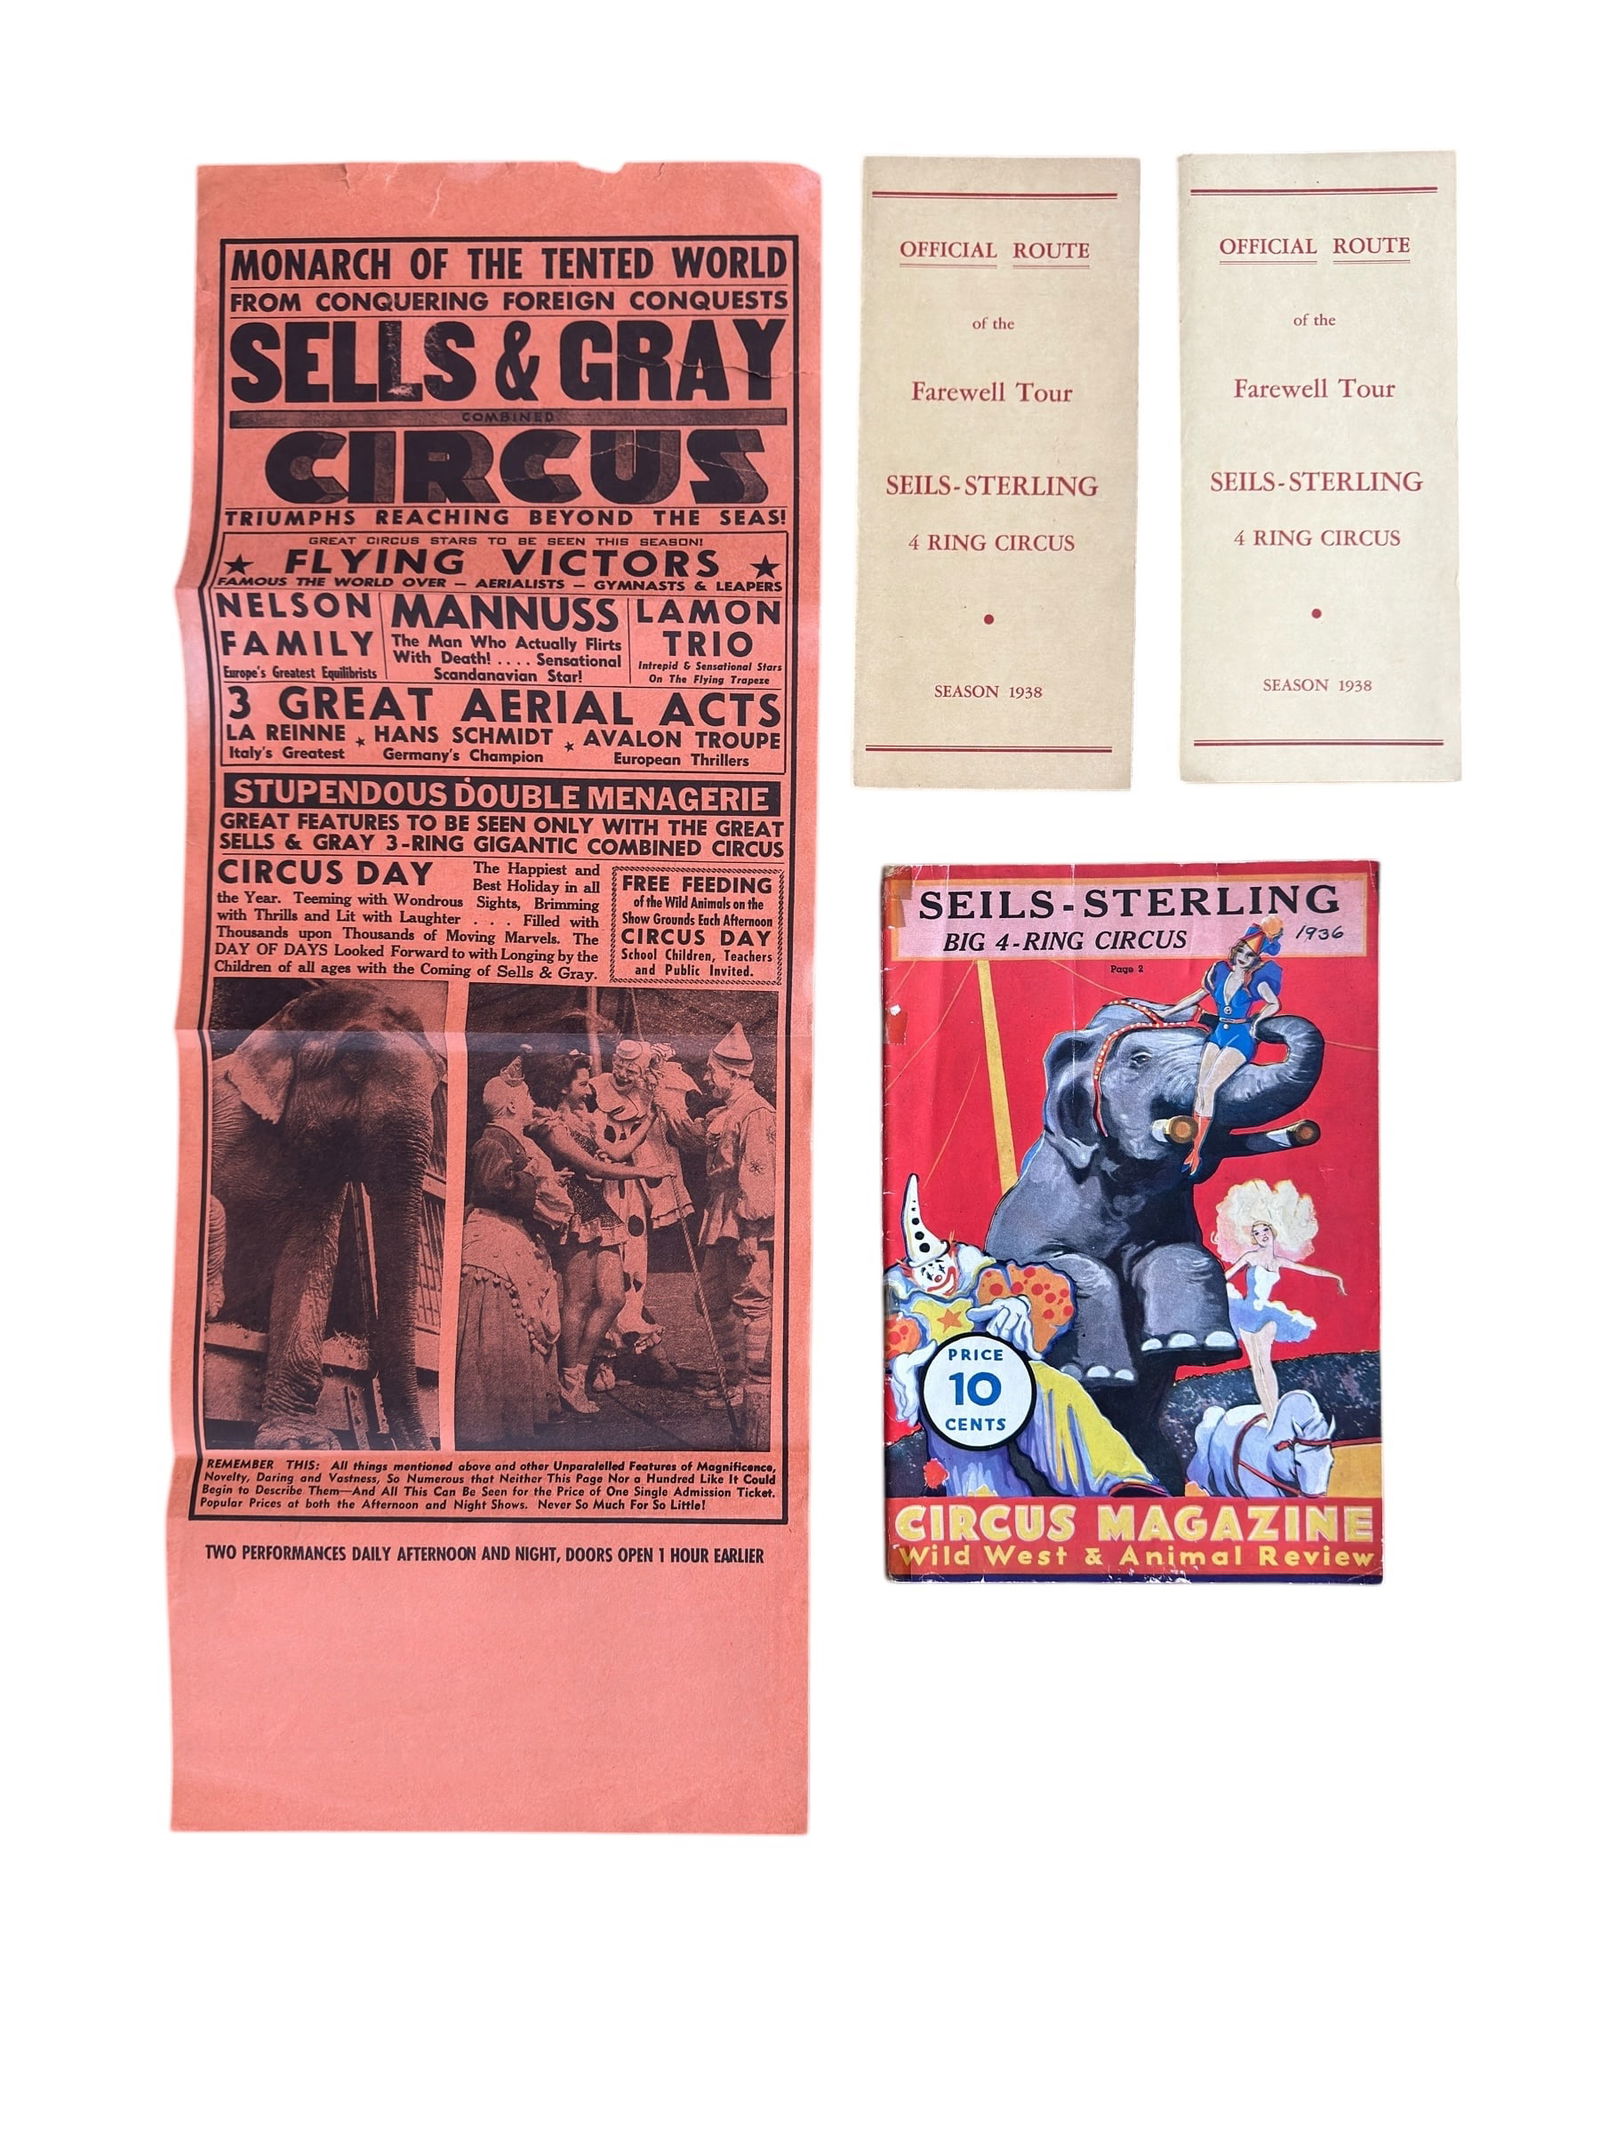 MONARCH OF THE TENTED WORLD
FROM CONQUERING FOREIGN CONQUESTS
SELLS & GRAY
COMBINED
CIRCUS
TRIUMPHS REACHING BEYOND THE SEAS!
GREAT CIRCUS STARS TO BE SEEN THIS SEASON!
★ FLYING VICTORS ★
FAMOUS THE WORLD OVER — AERIALISTS — GYMNASTS & LEAPERS
NELSON
FAMILY
Europe's Greatest Equilibrists
MANNUSS
The Man Who Actually Flirts
With Death! . . . . Sensational
Scandanavian Star!
LAMON
TRIO
Intrepid & Sensational Stars
On The Flying Trapeze
3 GREAT AERIAL ACTS
LA REINNE ★ HANS SCHMIDT ★ AVALON TROUPE
Italy's Greatest Germany's Champion European Thrillers
STUPENDOUS DOUBLE MENAGERIE
GREAT FEATURES TO BE SEEN ONLY WITH THE GREAT
SELLS & GRAY 3-RING GIGANTIC COMBINED CIRCUS
CIRCUS DAY The Happiest and
Best Holiday in all
the Year. Teeming with Wondrous Sights, Brimming
with Thrills and Lit with Laughter . . . Filled with
Thousands upon Thousands of Moving Marvels. The
DAY OF DAYS Looked Forward to with Longing by the
Children of all ages with the Coming of Sells & Gray.
FREE FEEDING
of the Wild Animals on the
Show Grounds Each Afternoon
CIRCUS DAY
School Children, Teachers
and Public Invited.
REMEMBER THIS: All things mentioned above and other Unparalelled Features of Magnificence,
Novelty, Daring and Vastness, So Numerous that Neither This Page Nor a Hundred Like It Could
Begin to Describe Them—And All This Can Be Seen for the Price of One Single Admission Ticket.
Popular Prices at both the Afternoon and Night Shows. Never So Much For So Little!
TWO PERFORMANCES DAILY AFTERNOON AND NIGHT, DOORS OPEN 1 HOUR EARLIER
OFFICIAL ROUTE
of the
Farewell Tour
SEILS-STERLING
4 RING CIRCUS
SEASON 1938
OFFICIAL ROUTE
of the
Farewell Tour
SEILS-STERLING
4 RING CIRCUS
SEASON 1938
SEILS-STERLING
BIG 4-RING CIRCUS 1936
Page 2
PRICE
10
CENTS
CIRCUS MAGAZINE
Wild West & Animal Review